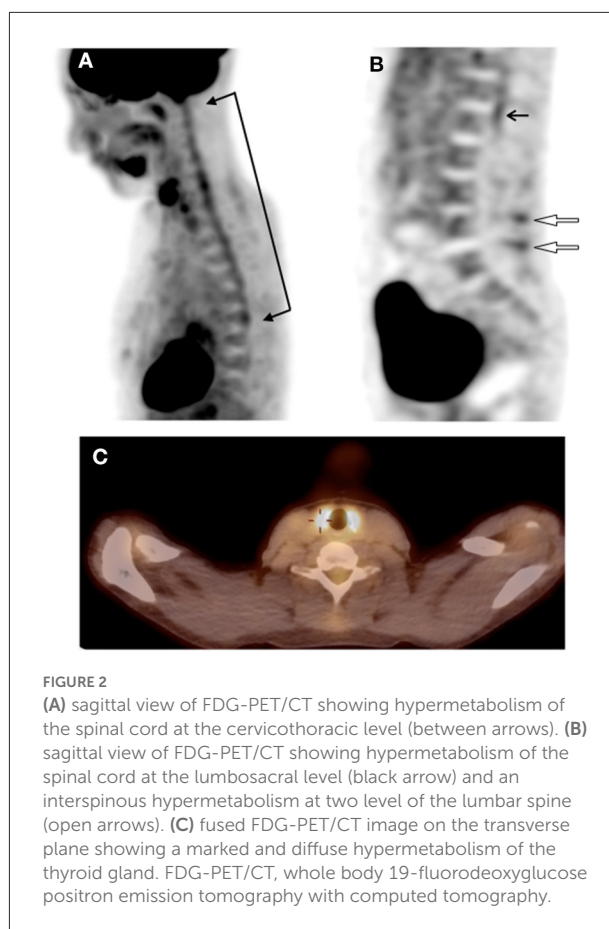 A
B
C
FIGURE 2
(A) sagittal view of FDG-PET/CT showing hypermetabolism of
the spinal cord at the cervicothoracic level (between arrows). (B)
sagittal view of FDG-PET/CT showing hypermetabolism of the
spinal cord at the lumbosacral level (black arrow) and an
interspinous hypermetabolism at two level of the lumbar spine
(open arrows). (C) fused FDG-PET/CT image on the transverse
plane showing a marked and diffuse hypermetabolism of the
thyroid gland. FDG-PET/CT, whole body 19-fluorodeoxyglucose
positron emission tomography with computed tomography.